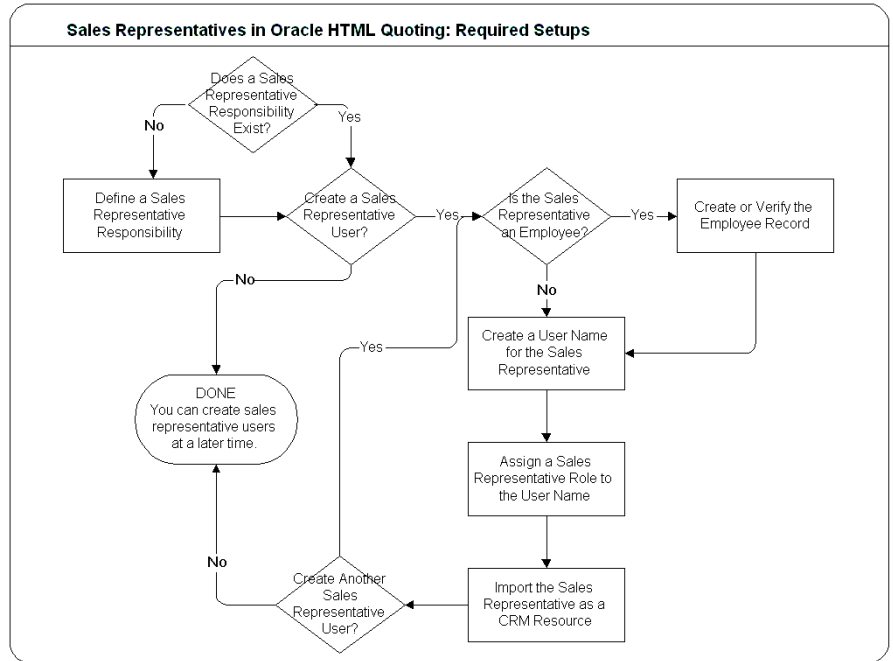 Sales Representatives in Oracle HTML Quoting: Required Setups
Does a Sales
Representative
Responsibility
Exist?
No
Yes
Define a Sales
Representative
Responsibility
Create a Sales
Representative
User?
Yes
Is the Sales
Representative
an Employee?
Yes
Create or Verify the
Employee Record
No
No
Create a User Name
for the Sales
Representative
Yes
DONE
You can create sales
representative users
at a later time.
Assign a Sales
Representative Role to
the User Name
No
Create Another
Sales
Representative
User?
Import the Sales
Representative as a
CRM Resource